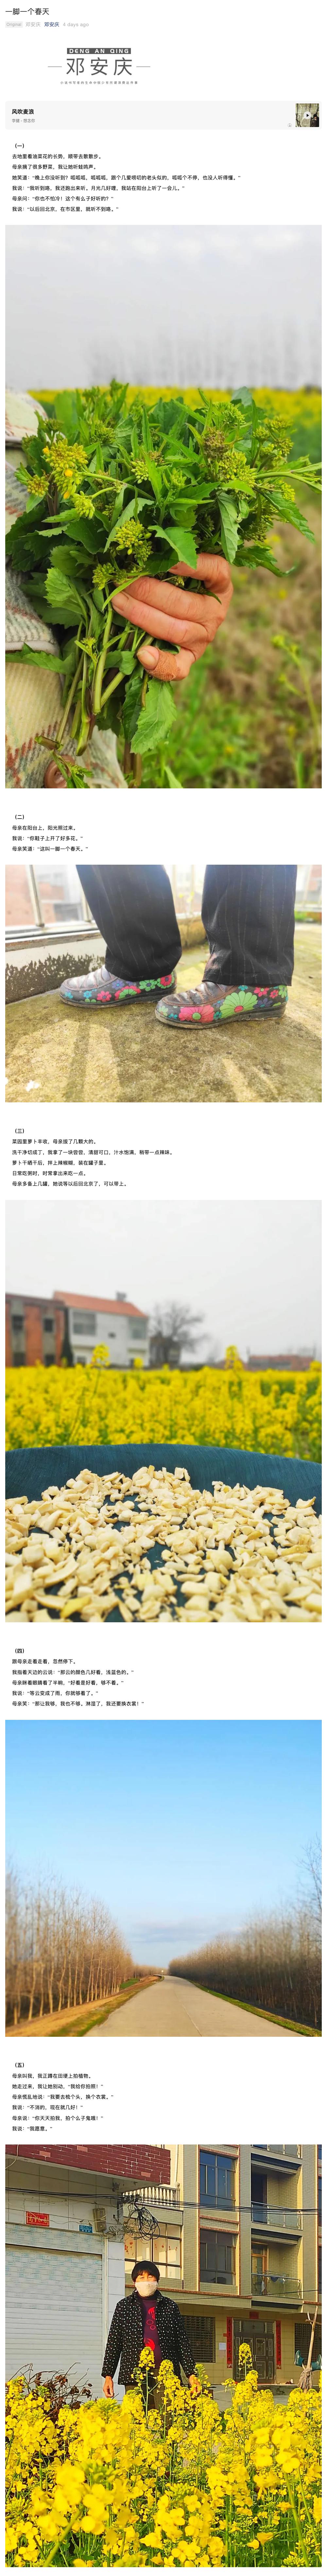 一脚一个春天
Original 邓安庆 邓安庆 4 days ago
DENG AN QING
邓安庆
风吹麦浪
李健 - 想念你
(一)
去地里看油菜花的长势，顺带去散散步。
母亲摘了很多野菜，我让她听蛙鸣声。
她笑道：“晚上你没听到？呱呱呱，呱呱呱，跟个几爱唠叨的老头似的，呱呱个不停，也没人听得懂。”
我说：“我听到嗻，我还跑出来听。月光几好哩，我站在阳台上听了一会儿。”
母亲问：“你也不怕冷！这个有么子好听的？”
我说：“以后回北京，在市区里，就听不到嗻。”
(二)
母亲在阳台上，阳光照过来。
我说：“你鞋子上开了好多花。”
母亲笑道：“这叫一脚一个春天。”
(三)
菜园里萝卜丰收，母亲拔了几颗大的。
洗干净切成丁，我拿了一块尝尝，清甜可口，汁水饱满，稍带一点辣味。
萝卜干晒干后，拌上辣椒糊，装在罐子里。
日常吃粥时，时常拿出来吃一点。
母亲多备上几罐，她说等以后回北京了，可以带上。
(四)
跟母亲走着走着，忽然停下。
我指着天边的云说：“那云的颜色几好看，浅蓝色的。”
母亲眯着眼瞄看了半晌，“好看是好看，够不着。”
我说：“等云变成了雨，你就够着了。”
母亲笑：“那让我够，我也不够。淋湿了，我还要换衣裳！”
(五)
母亲叫我，我正蹲在田埂上拍植物。
她走过来，我让她别动，“我给你拍照！”
母亲慌乱地说：“我要去梳个头，换个衣裳。”
我说：“不消的，现在就几好！”
母亲说：“你天天拍我，拍个么子鬼哦！”
我说：“我愿意。”